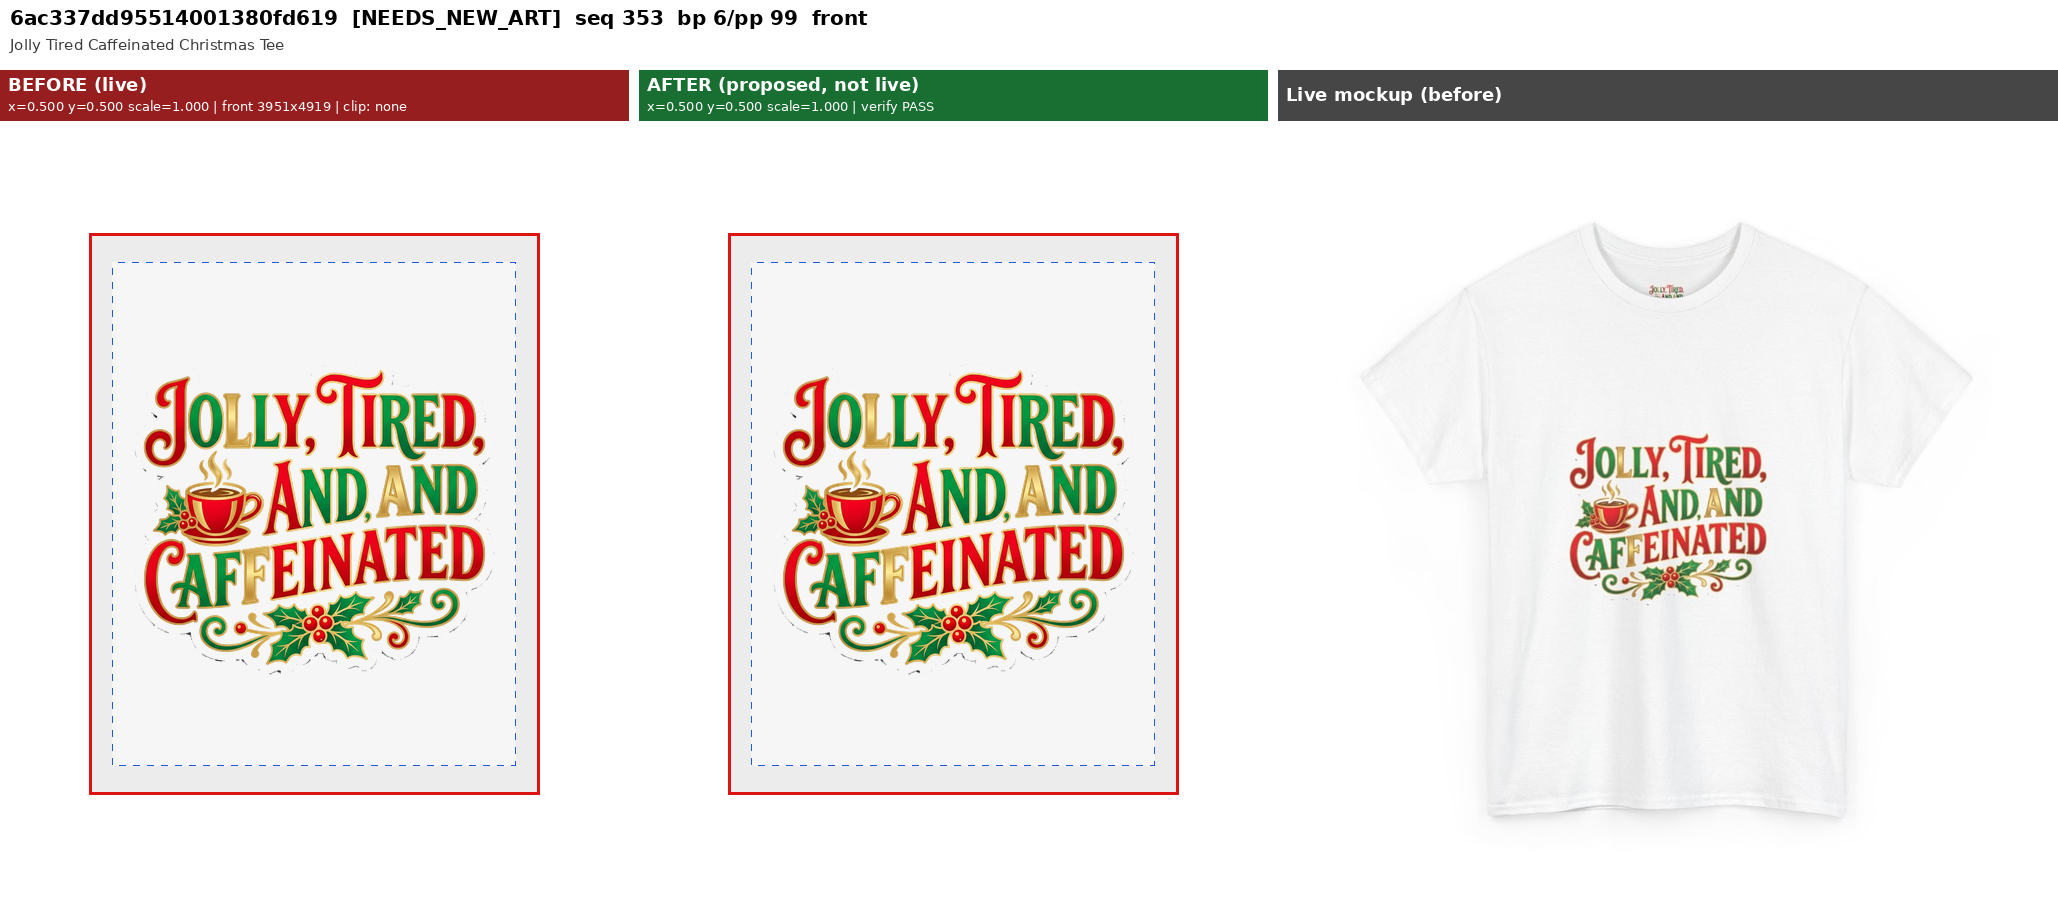 6ac337dd95514001380fd619 [NEEDS_NEW_ART] seq 353 bp 6/pp 99 front
Jolly Tired Caffeinated Christmas Tee
BEFORE (live)
x=0.500 y=0.500 scale=1.000 | front 3951x4919 | clip: none
AFTER (proposed, not live)
x=0.500 y=0.500 scale=1.000 | verify PASS
Live mockup (before)
JOLLY, TIRED,
AND, AND
CAFFEINATED
JOLLY, TIRED,
AND, AND
CAFFEINATED
JOLLY, TIRED,
JOLLY, TIRED,
AND, AND
CAFFEINATED